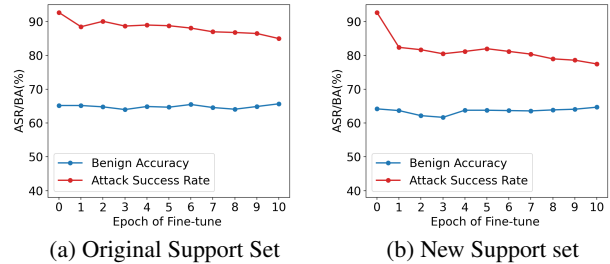 90
80
70
60
50
40
ASR/BA(%)
Benign Accuracy
Attack Success Rate
0 1 2 3 4 5 6 7 8 9 10
Epoch of Fine-tune
(a) Original Support Set
90
80
70
60
50
40
ASR/BA(%)
Benign Accuracy
Attack Success Rate
0 1 2 3 4 5 6 7 8 9 10
Epoch of Fine-tune
(b) New Support set